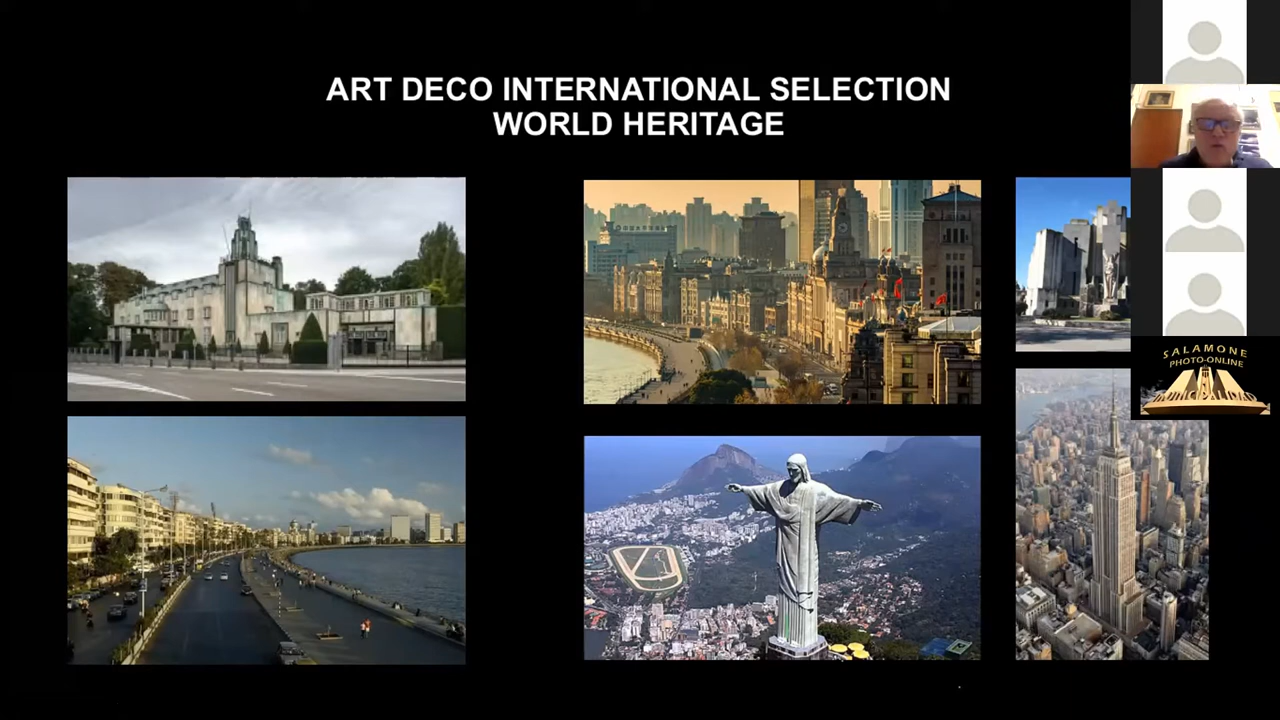 ART DECO INTERNATIONAL SELECTION
WORLD HERITAGE
SALAMONE
PHOTO-ONLINE